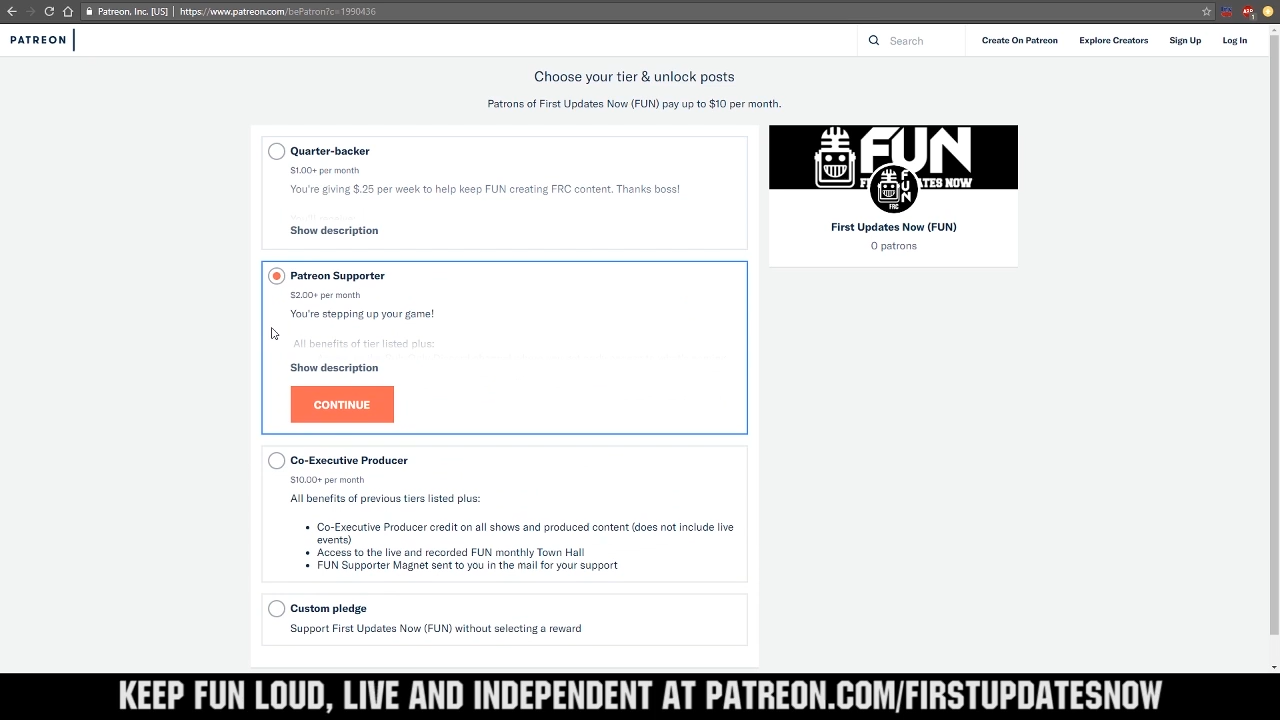 Patreon, Inc. [US] | https://www.patreon.com/bePatron?c=1990436
PATREON
Search
Create On Patreon
Explore Creators
Sign Up
Log In
Choose your tier & unlock posts
Patrons of First Updates Now (FUN) pay up to $10 per month.
Quarter-backer
$1.00+ per month
You're giving $.25 per week to help keep FUN creating FRC content. Thanks boss!
You'll receive:
Show description
Patreon Supporter
$2.00+ per month
You're stepping up your game!
All benefits of tier listed plus:
Show description
CONTINUE
Co-Executive Producer
$10.00+ per month
All benefits of previous tiers listed plus:
• Co-Executive Producer credit on all shows and produced content (does not include live
events)
• Access to the live and recorded FUN monthly Town Hall
• FUN Supporter Magnet sent to you in the mail for your support
Custom pledge
Support First Updates Now (FUN) without selecting a reward
FUN
FUN
FRC
First Updates Now (FUN)
0 patrons
KEEP FUN LOUD, LIVE AND INDEPENDENT AT PATREON.COM/FIRSTUPDATESNOW